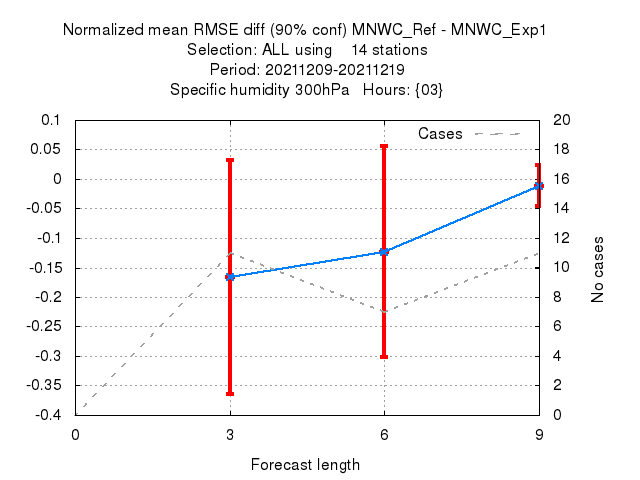 Normalized mean RMSE diff (90% conf) MNWC_Ref - MNWC_Exp1
Selection: ALL using    14 stations
Period: 20211209-20211219
Specific humidity 300hPa   Hours: {03}
Cases
0.1
0.05
0
-0.05
-0.1
-0.15
-0.2
-0.25
-0.3
-0.35
-0.4
20
18
16
14
12
10
8
6
4
2
0
No cases
0 3 6 9
Forecast length